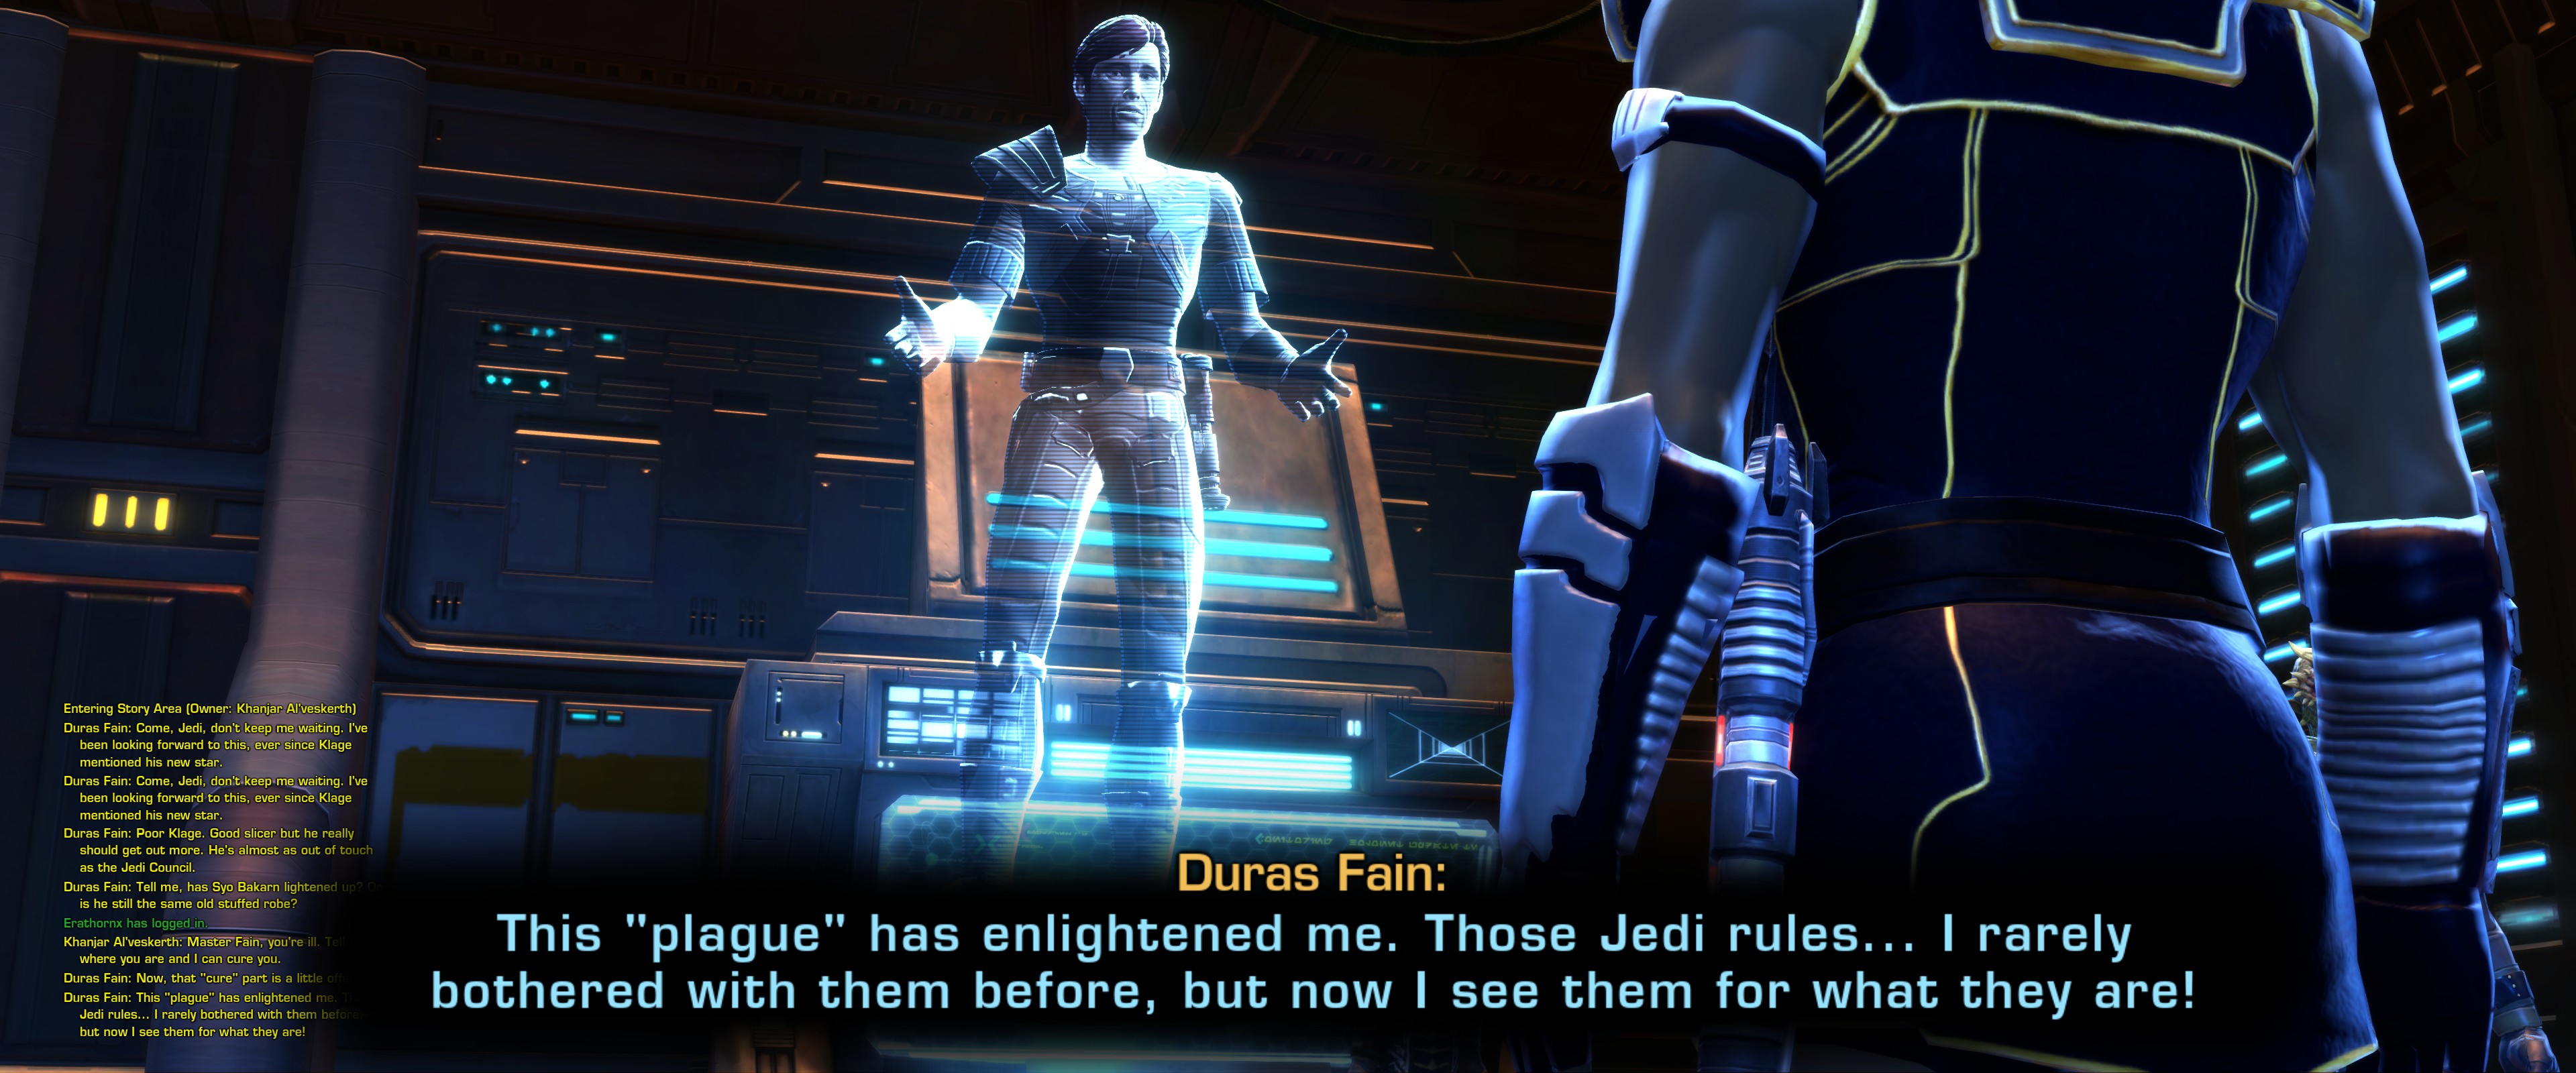 Entering Story Area (Owner: Khanjar Al'veskerth)
Duras Fain: Come, Jedi, don't keep me waiting. I've
been looking forward to this, ever since Klage
mentioned his new star.
Duras Fain: Come, Jedi, don't keep me waiting. I've
been looking forward to this, ever since Klage
mentioned his new star.
Duras Fain: Poor Klage. Good slicer but he really
should get out more. He's almost as out of touch
as the Jedi Council.
Duras Fain: Tell me, has Syo Bakarn lightened up? Or
is he still the same old stuffed robe?
Erathornx has logged in.
Khanjar Al'veskerth: Master Fain, you're ill. Tell
where you are and I can cure you.
Duras Fain: Now, that "cure" part is a little
Duras Fain: This "plague" has enlightened me.
Jedi rules... I rarely bothered with them before,
but now I see them for what they are!
Duras Fain:
This "plague" has enlightened me. Those Jedi rules... I rarely
bothered with them before, but now I see them for what they are!